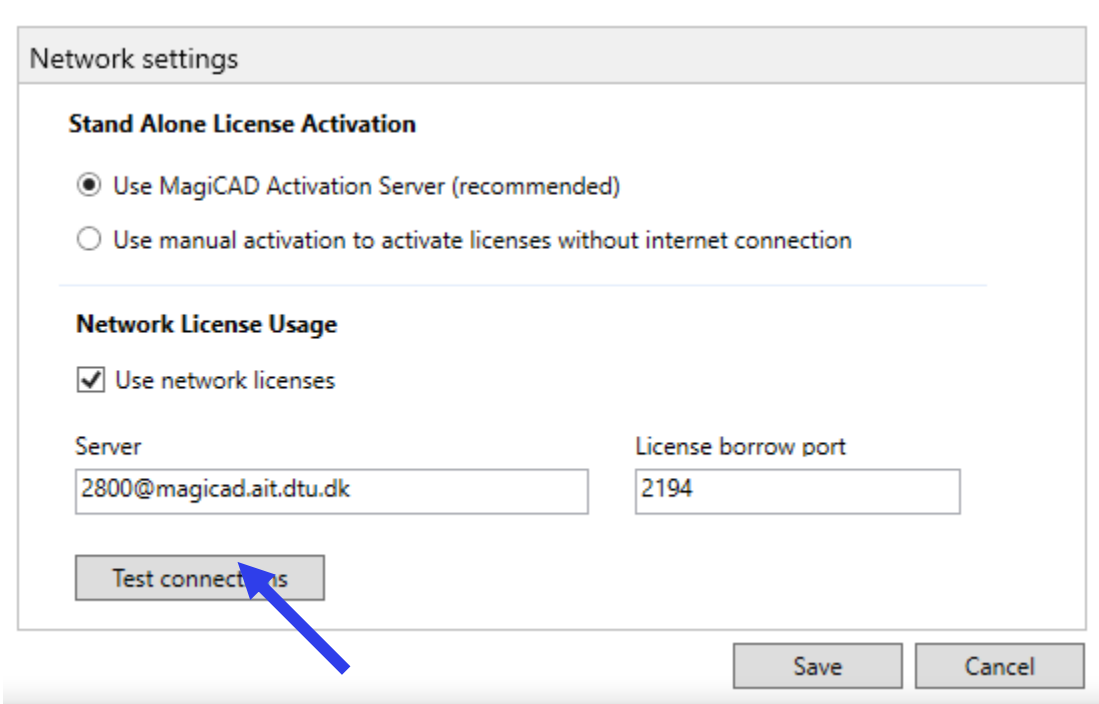 Network settings
Stand Alone License Activation
Use MagiCAD Activation Server (recommended)
Use manual activation to activate licenses without internet connection
Network License Usage
Use network licenses
Server License borrow port
2800@magicad.ait.dtu.dk 2194
Test connections
Save Cancel